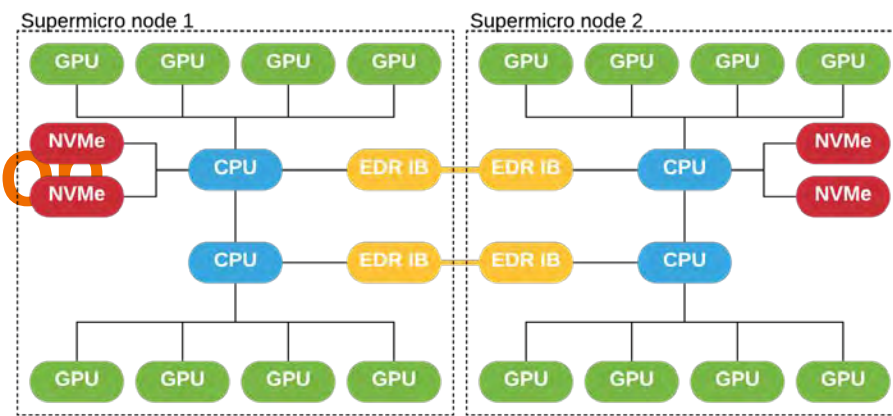 Supermicro node 1 Supermicro node 2
GPU GPU GPU GPU GPU GPU GPU GPU
NVMe NVMe
CPU EDR IB EDR IB CPU
NVMe NVMe
CPU EDR IB EDR IB CPU
GPU GPU GPU GPU GPU GPU GPU GPU